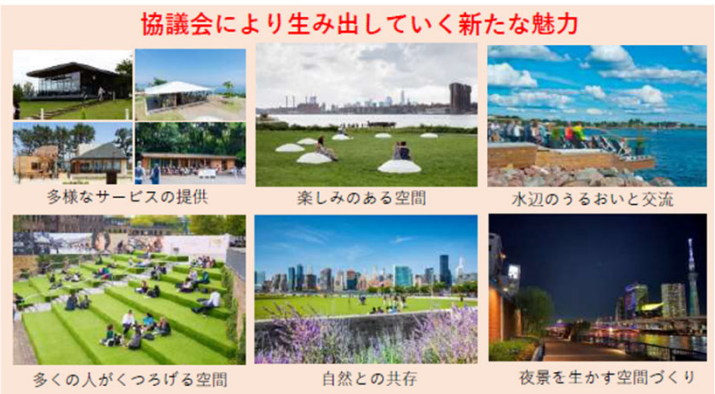 協議会により生み出していく新たな魅力
多様なサービスの提供
楽しみのある空間
水辺のうるおいと交流
多くの人がくつろげる空間
自然との共存
夜景を生かす空間づくり